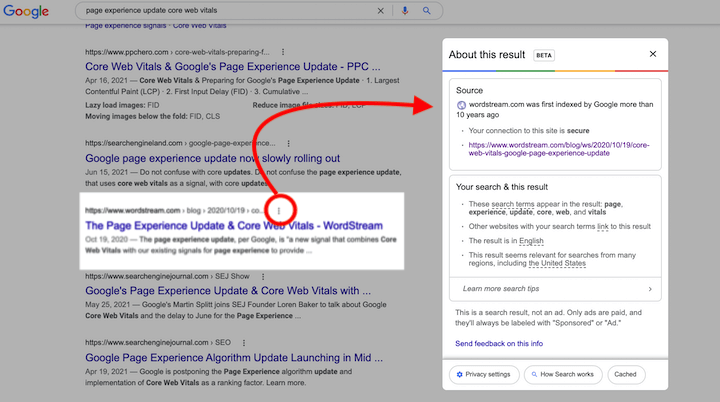 Google
page experience update core web vitals
Page experience signals · Core Web Vitals
https://www.ppchero.com › core-web-vitals-preparing-f...
Core Web Vitals & Google's Page Experience Update - PPC ...
Apr 16, 2021 — Core Web Vitals & Preparing for Google's Page Experience Update · 1. Largest
Contentful Paint (LCP) · 2. First Input Delay (FID) · 3. Cumulative ...
Lazy load images: FID
Reduce image file
FID, LCP
Moving images below the fold: FID, CLS
https://searchengineland.com › google-page-experience...
Google page experience update now slowly rolling out
Jun 15, 2021 — Do not confuse with core updates. Do not confuse the page experience update,
that uses core web vitals as a signal, with core updates
https://www.wordstream.com › blog › 2020/10/19 › co...
The Page Experience Update & Core Web Vitals - WordStream
Oct 19, 2020 — The page experience update, per Google, is "a new signal that combines Core
Web Vitals with our existing signals for page experience to provide ...
https://www.searchenginejournal.com › SEJ Show
Google's Page Experience Update & Core Web Vitals with ...
May 25, 2021 — Google's Martin Splitt joins SEJ Founder Loren Baker to talk about Google
Core Web Vitals and the delay to June for the Page Experience ...
https://www.searchenginejournal.com › SEO
Google Page Experience Algorithm Update Launching in Mid ...
Apr 19, 2021 — Google is postponing the Page Experience algorithm update and
implementation of Core Web Vitals as a ranking factor. Learn more.
About this result BETA
Source
wordstream.com was first indexed by Google more than
10 years ago
• Your connection to this site is secure
• https://www.wordstream.com/blog/ws/2020/10/19/core-
web-vitals-google-page-experience-update
Your search & this result
• These search terms appear in the result: page,
experience, update, core, web, and vitals
• Other websites with your search terms link to this result
• The result is in English
• This result seems relevant for searches from many
regions, including the United States
Learn more search tips
This is a search result, not an ad. Only ads are paid, and
they'll always be labeled with "Sponsored" or "Ad."
Send feedback on this info
Privacy settings
How Search works
Cached